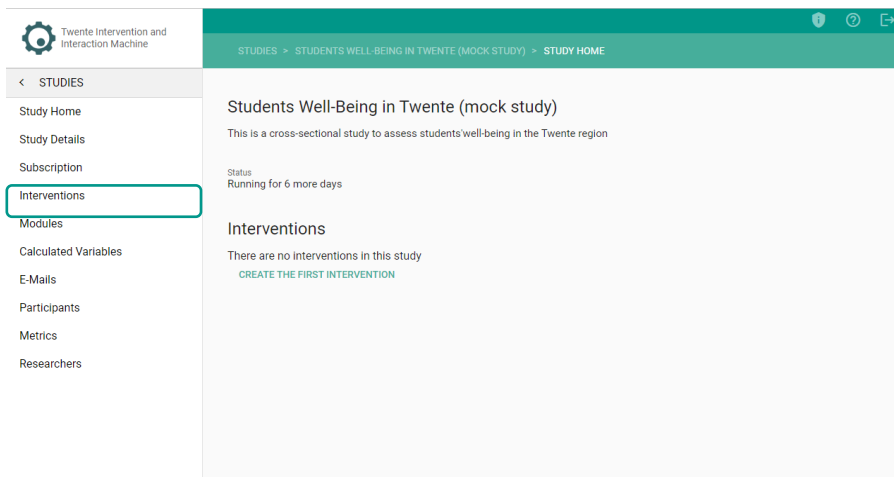 Twente Intervention and
Interaction Machine
STUDIES > STUDENTS WELL-BEING IN TWENTE (MOCK STUDY) > STUDY HOME
< STUDIES
Study Home
Study Details
Subscription
Interventions
Modules
Calculated Variables
E-Mails
Participants
Metrics
Researchers
Students Well-Being in Twente (mock study)
This is a cross-sectional study to assess students'well-being in the Twente region
Status
Running for 6 more days
Interventions
There are no interventions in this study
CREATE THE FIRST INTERVENTION